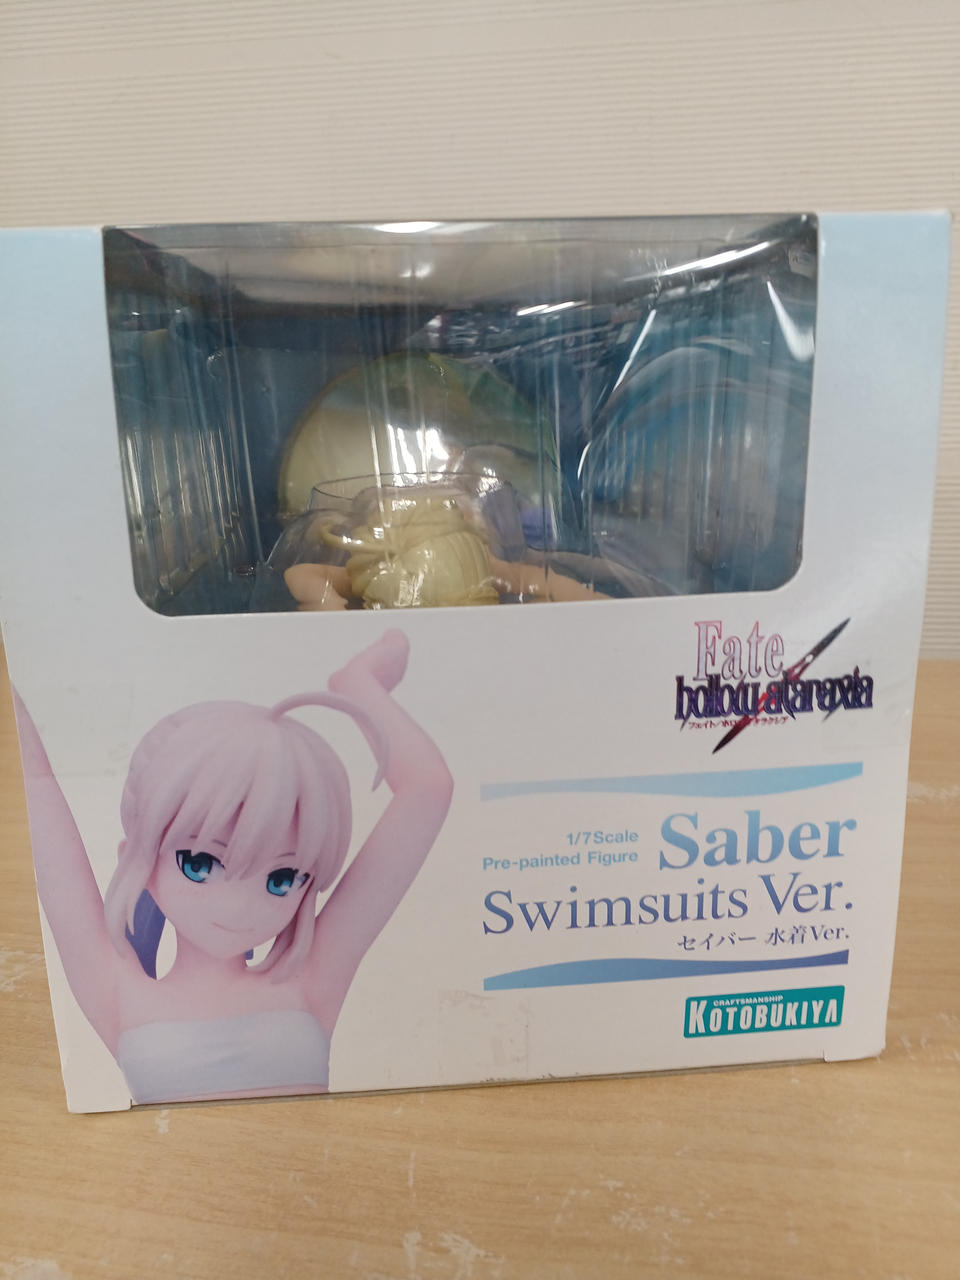 Fate
hollow ataraxia
フェイト/ホロウアタラクシア
1/7Scale
Pre-painted Figure
Saber
Swimsuits Ver.
セイバー 水着Ver.
CRAFTSMANSHIP
KOTOBUKIYA